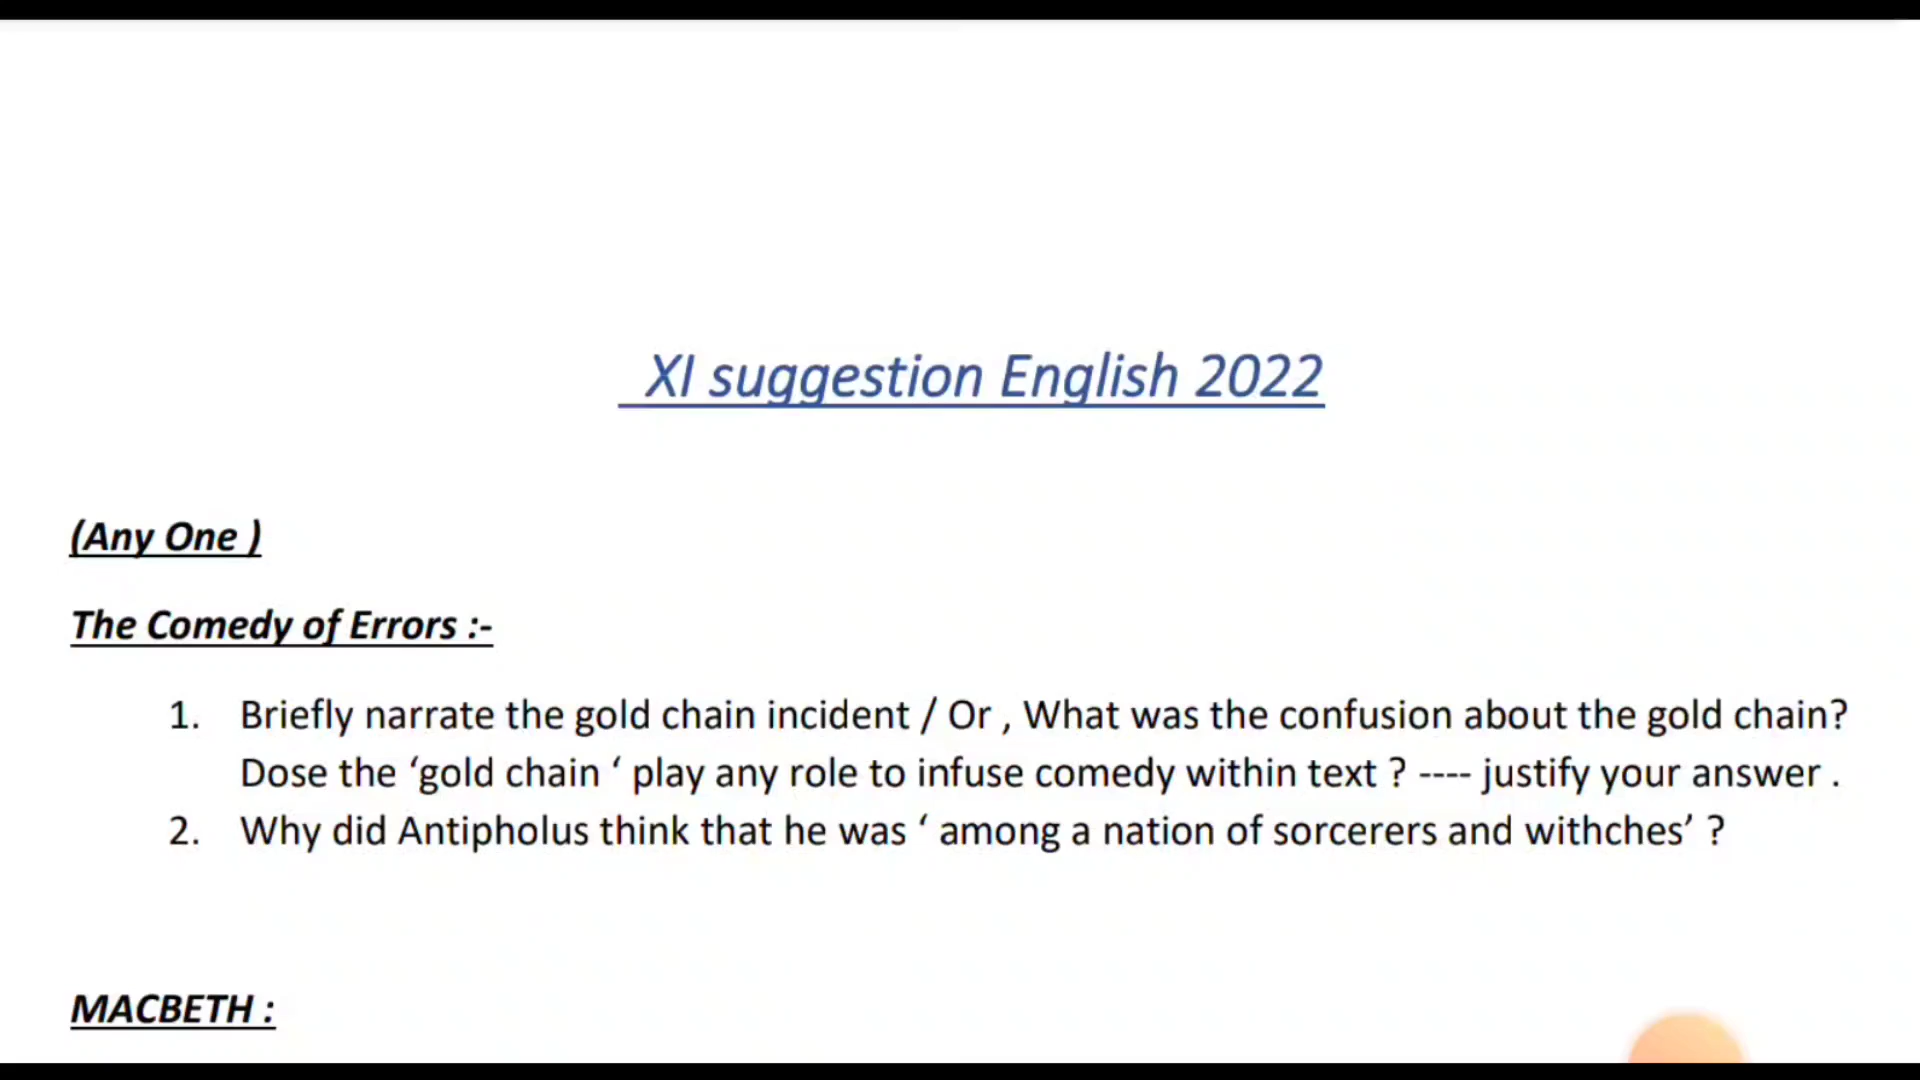 XI suggestion English 2022
(Any One )
The Comedy of Errors :-
1. Briefly narrate the gold chain incident / Or , What was the confusion about the gold chain?
Dose the ‘gold chain ‘ play any role to infuse comedy within text ? ---- justify your answer .
2. Why did Antipholus think that he was ‘ among a nation of sorcerers and withches’ ?
MACBETH :